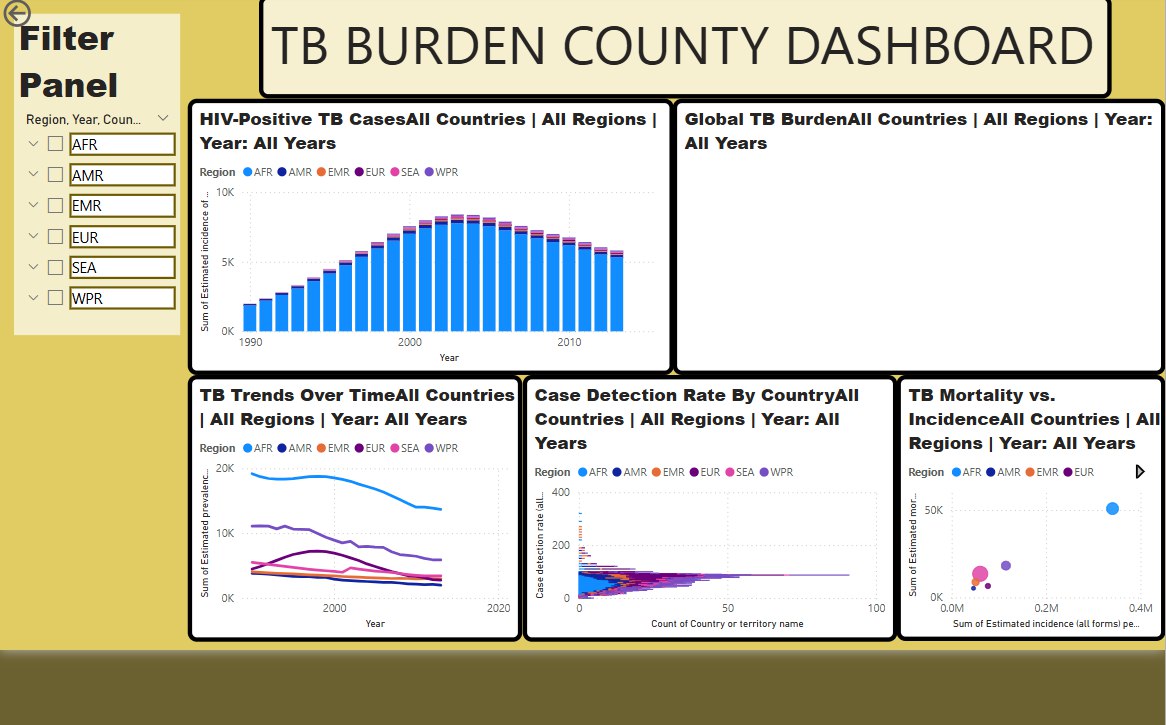 Filter
Panel
Region, Year, Coun...
AFR
AMR
EMR
EUR
SEA
WPR
TB BURDEN COUNTY DASHBOARD
HIV-Positive TB CasesAll Countries | All Regions |
Year: All Years
Region AFR AMR EMR EUR SEA WPR
Sum of Estimated incidence of ...
10K
5K
0K
1990 2000 2010
Year
Global TB BurdenAll Countries | All Regions | Year:
All Years
TB Trends Over TimeAll Countries
| All Regions | Year: All Years
Region AFR AMR EMR EUR SEA WPR
Sum of Estimated prevalenc...
20K
10K
0K
2000 2020
Year
Case Detection Rate By CountryAll
Countries | All Regions | Year: All
Years
Region AFR AMR EMR EUR SEA WPR
Case detection rate (all...
400
200
0
0 50 100
Count of Country or territory name
TB Mortality vs.
IncidenceAll Countries | All
Regions | Year: All Years
Region AFR AMR EMR EUR
Sum of Estimated mor...
50K
0K
0.0M 0.2M 0.4M
Sum of Estimated incidence (all forms) pe...